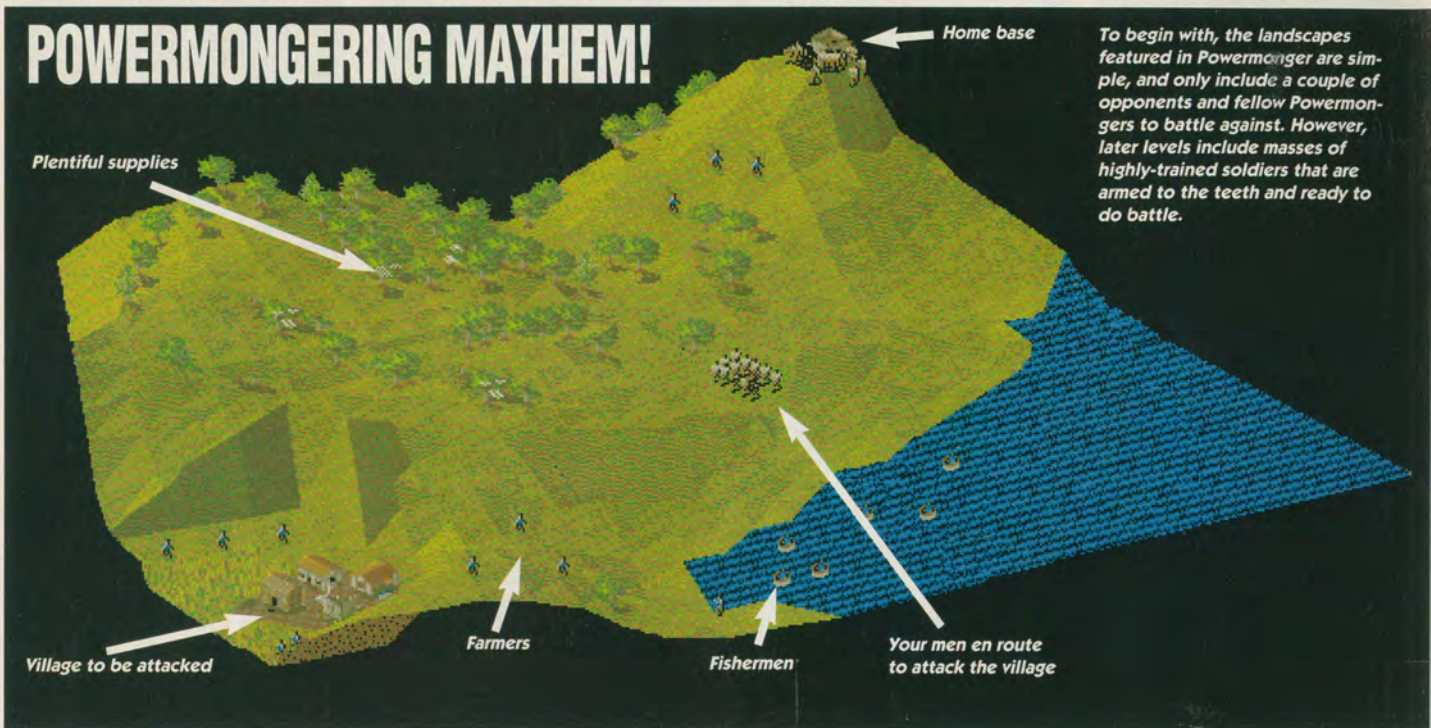 POWERMONGERING MAYHEM!
Home base
To begin with, the landscapes
featured in Powermonger are sim-
ple, and only include a couple of
opponents and fellow Powermon-
gers to battle against. However,
later levels include masses of
highly-trained soldiers that are
armed to the teeth and ready to
do battle.
Plentiful supplies
Village to be attacked
Farmers
Fishermen
Your men en route
to attack the village